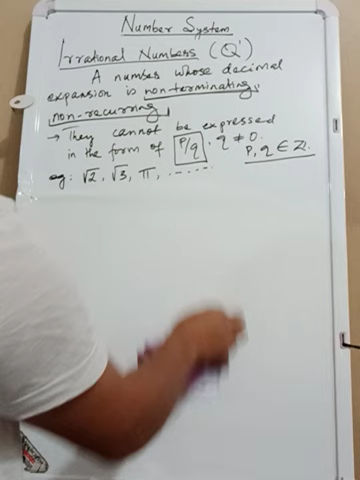 Number System
Irrational Numbers (Q')
A number whose decimal
expansion is non-terminating,
non-recurring,
→ They cannot be expressed
in the form of P/q, q ≠ 0.
P, q ∈ Z.
eg: √2, √3, π, ......